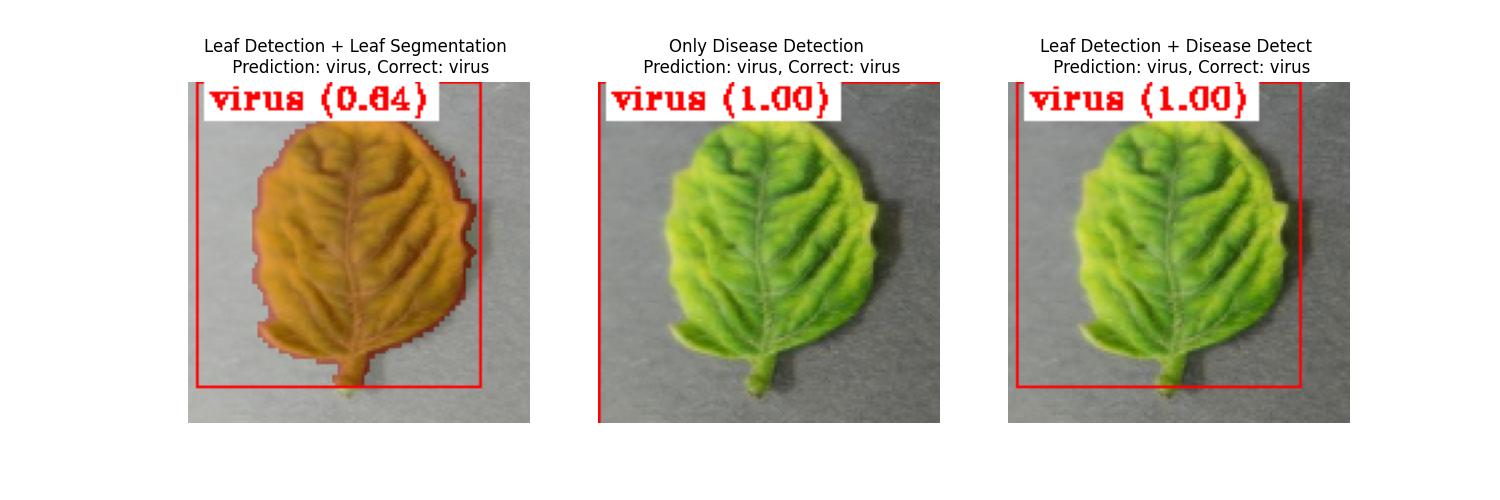 Leaf Detection + Leaf Segmentation
Prediction: virus, Correct: virus
virus (0.64)
Only Disease Detection
Prediction: virus, Correct: virus
virus (1.00)
Leaf Detection + Disease Detect
Prediction: virus, Correct: virus
virus (1.00)